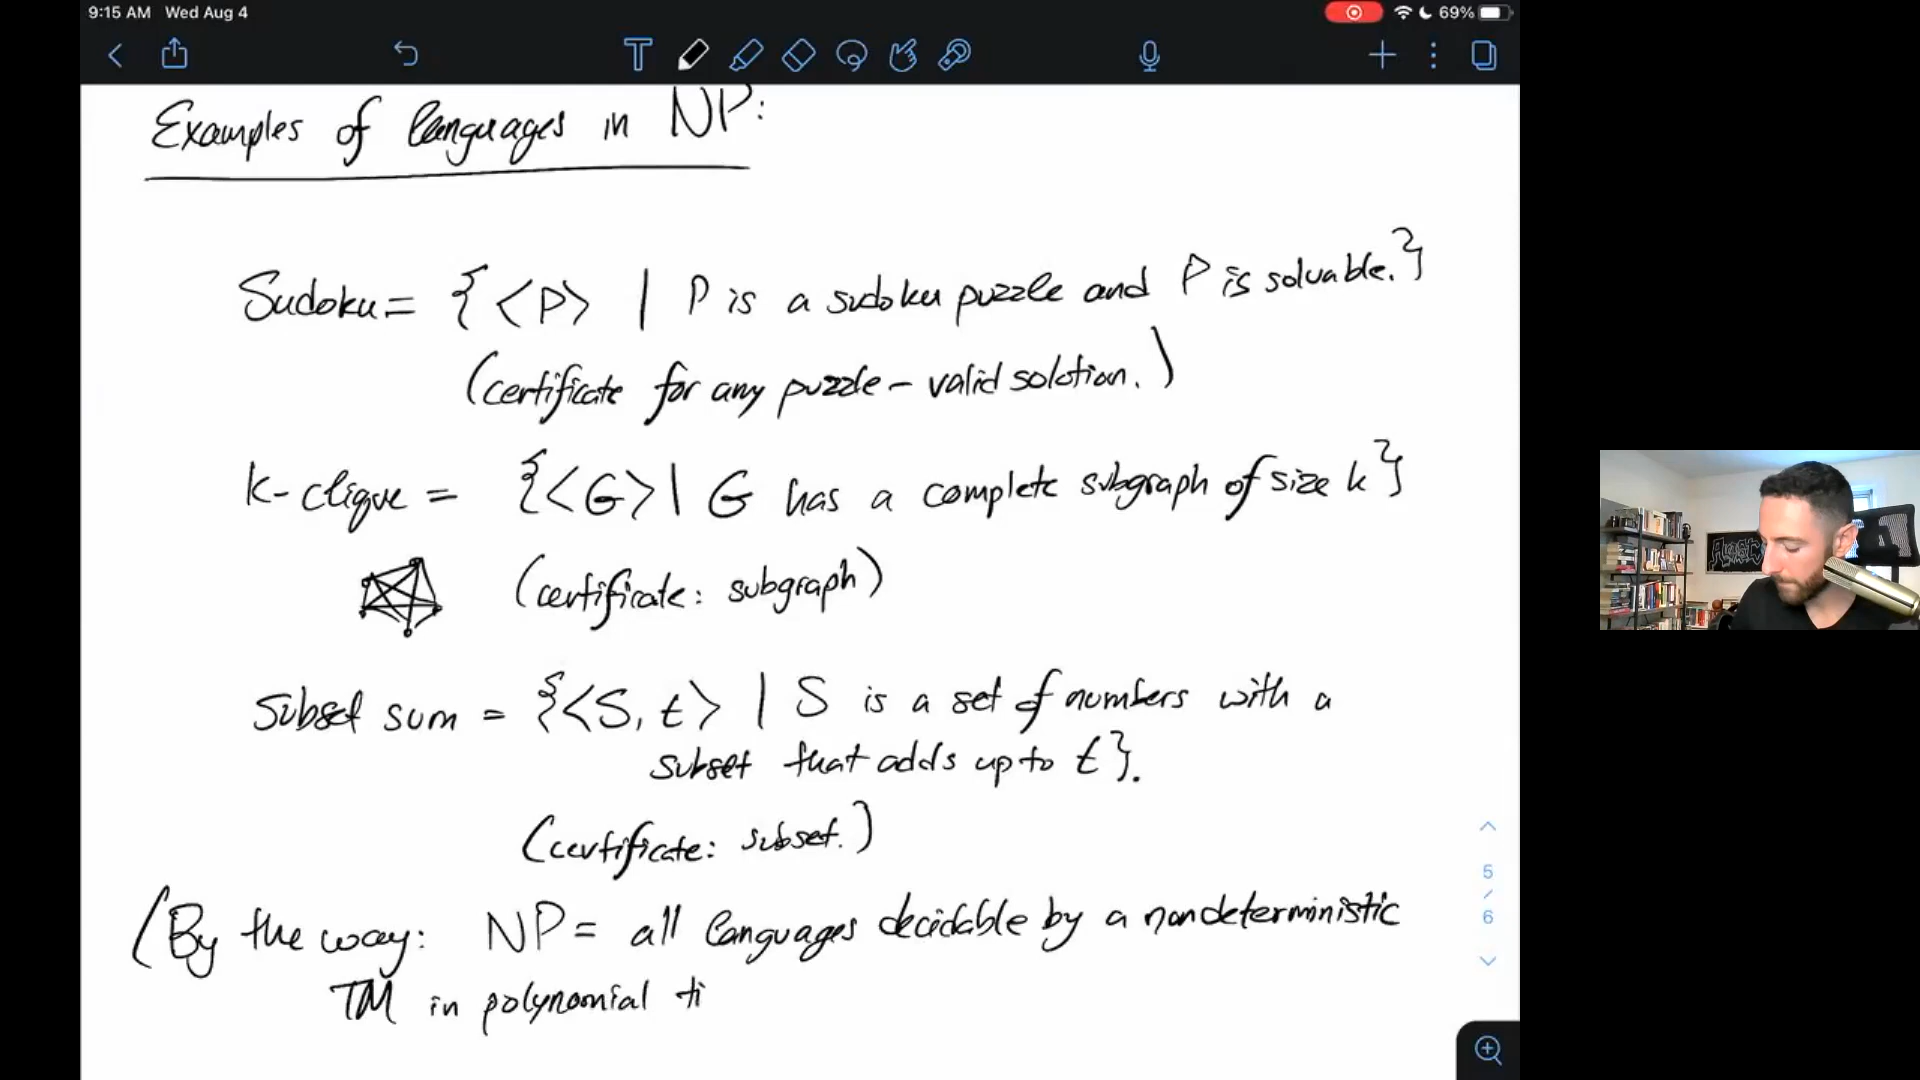 9:15 AM Wed Aug 4
69%
Examples of languages in NP:
Sudoku = {<P> | P is a sudoku puzzle and P is solvable.}
(certificate for any puzzle - valid solution.)
K-clique = {<G> | G has a complete subgraph of size k}
(certificate: subgraph)
Subset sum = {<S, t> | S is a set of numbers with a
subset that adds up to t}.
(certificate: subset.)
(By the way: NP = all languages decidable by a nondeterministic
TM in polynomial ti
5
/
6